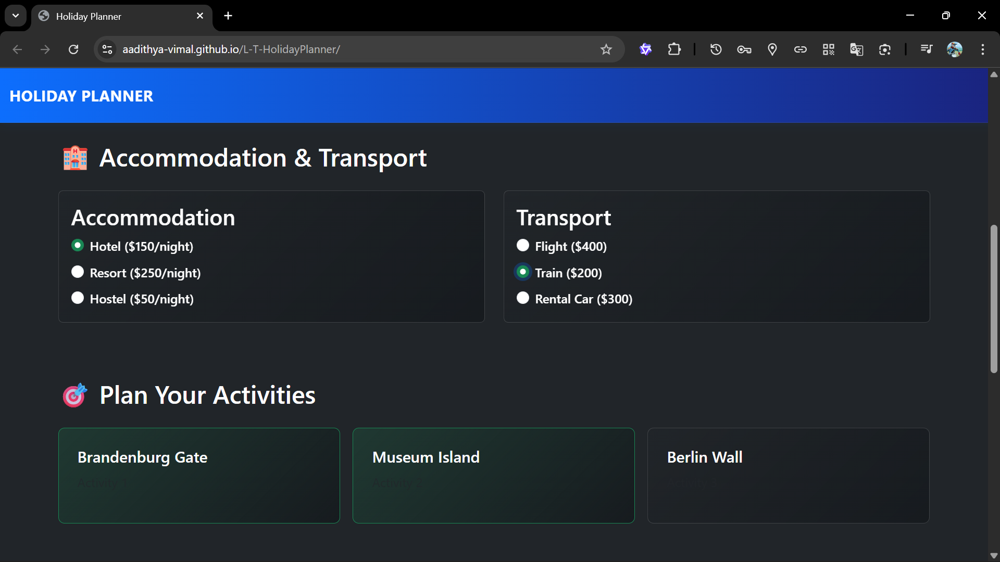 Holiday Planner
aadithya-vimal.github.io/L-T-HolidayPlanner/
HOLIDAY PLANNER
🏨 Accommodation & Transport
Accommodation
Hotel ($150/night)
Resort ($250/night)
Hostel ($50/night)
Transport
Flight ($400)
Train ($200)
Rental Car ($300)
🎯 Plan Your Activities
Brandenburg Gate
Activity 1
Museum Island
Activity 2
Berlin Wall
Activity 3